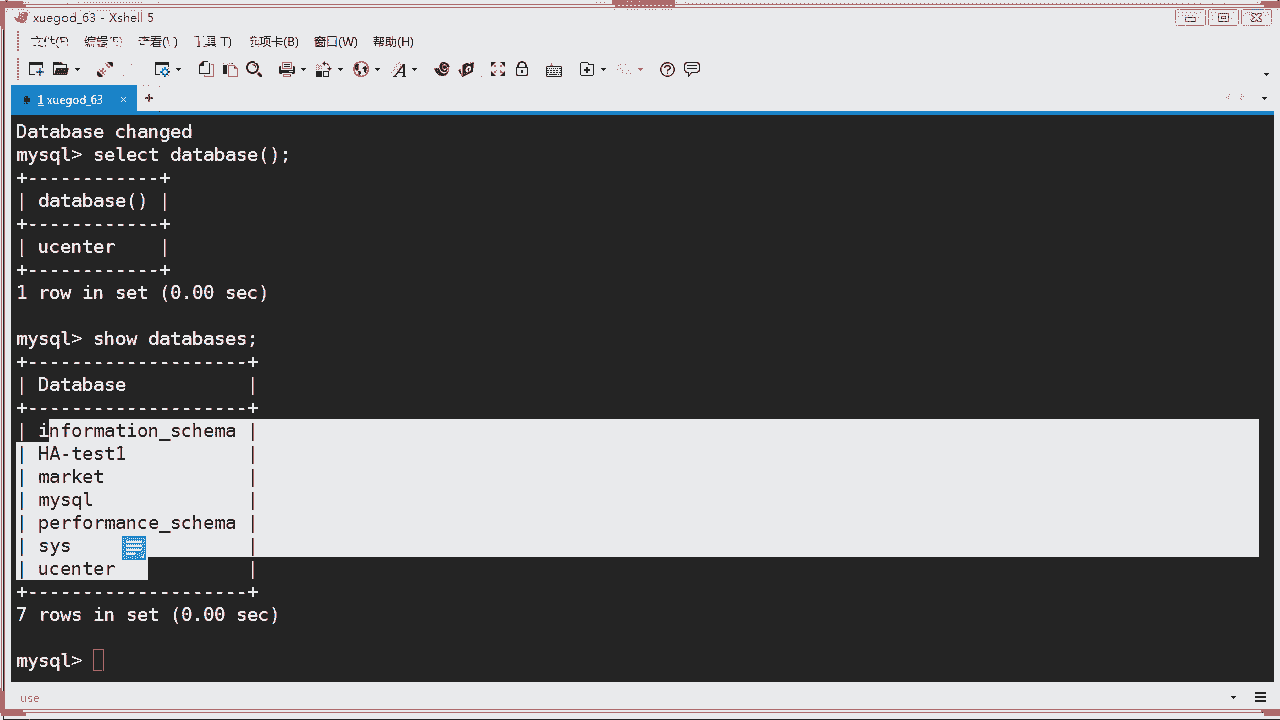 xuegod_63 - Xshell 5
文件(F) 编辑(E) 查看(V) 工具(T) 选项卡(B) 窗口(W) 帮助(H)
1 xuegod_63 × +
Database changed
mysql> select database();
+------------+
| database() |
+------------+
| ucenter    |
+------------+
1 row in set (0.00 sec)
mysql> show databases;
+--------------------+
| Database           |
+--------------------+
| information_schema |
| HA-test1           |
| market             |
| mysql              |
| performance_schema |
| sys                |
| ucenter            |
+--------------------+
7 rows in set (0.00 sec)
mysql>
use